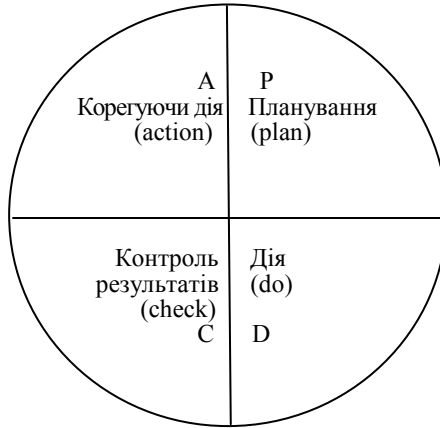 А
Корегуючи дія
(action)
P
Планування
(plan)
Контроль
результатів
(check)
С
Дія
(do)
D